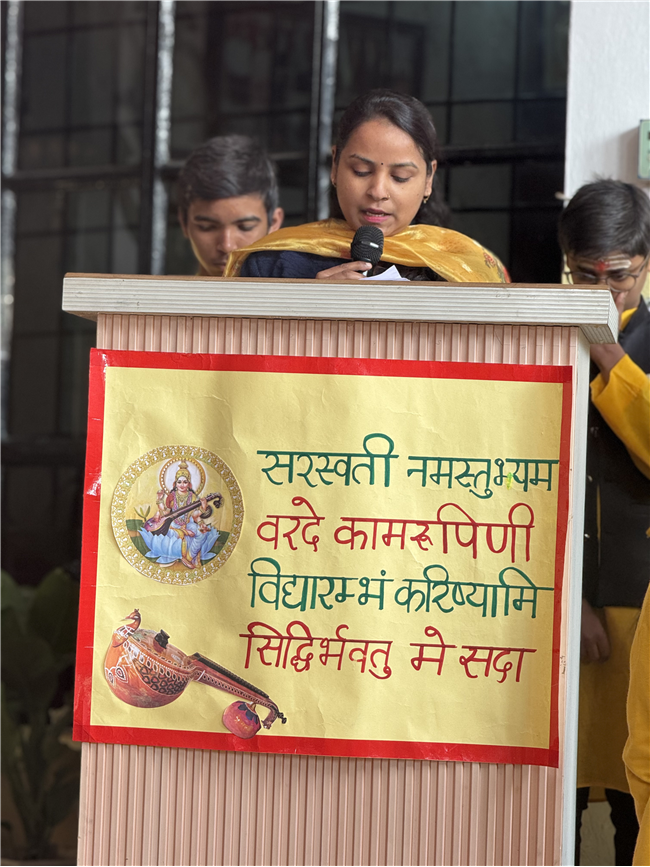 सरस्वती नमस्तुभ्यम
वरदे कामरूपिणी
विद्यारम्भं करिष्यामि
सिद्धिर्भवतु मे सदा